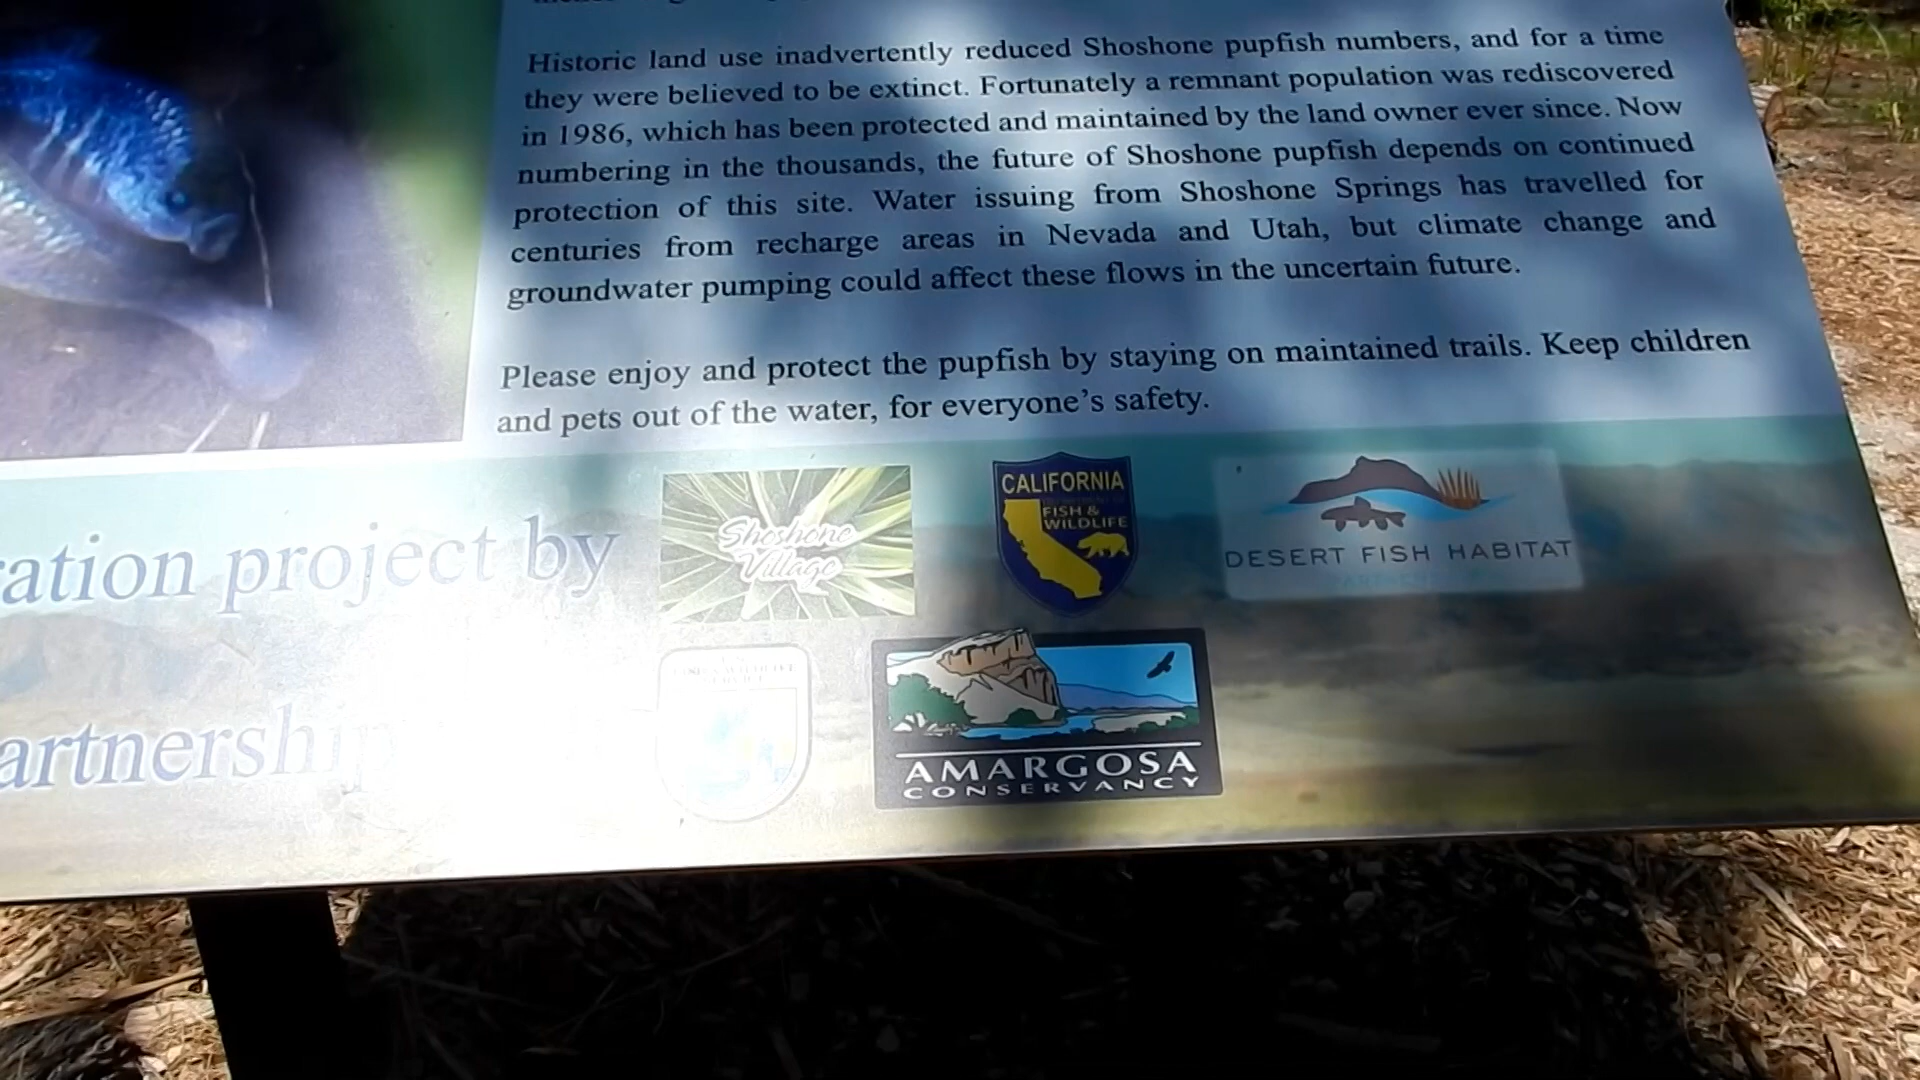 Historic land use inadvertently reduced Shoshone pupfish numbers, and for a time
they were believed to be extinct. Fortunately a remnant population was rediscovered
in 1986, which has been protected and maintained by the land owner ever since. Now
numbering in the thousands, the future of Shoshone pupfish depends on continued
protection of this site. Water issuing from Shoshone Springs has travelled for
centuries from recharge areas in Nevada and Utah, but climate change and
groundwater pumping could affect these flows in the uncertain future.
Please enjoy and protect the pupfish by staying on maintained trails. Keep children
and pets out of the water, for everyone's safety.
ation project by
Shoshone
Village
CALIFORNIA
FISH &
WILDLIFE
DESERT FISH HABITAT
artnership
AMARGOSA
CONSERVANCY